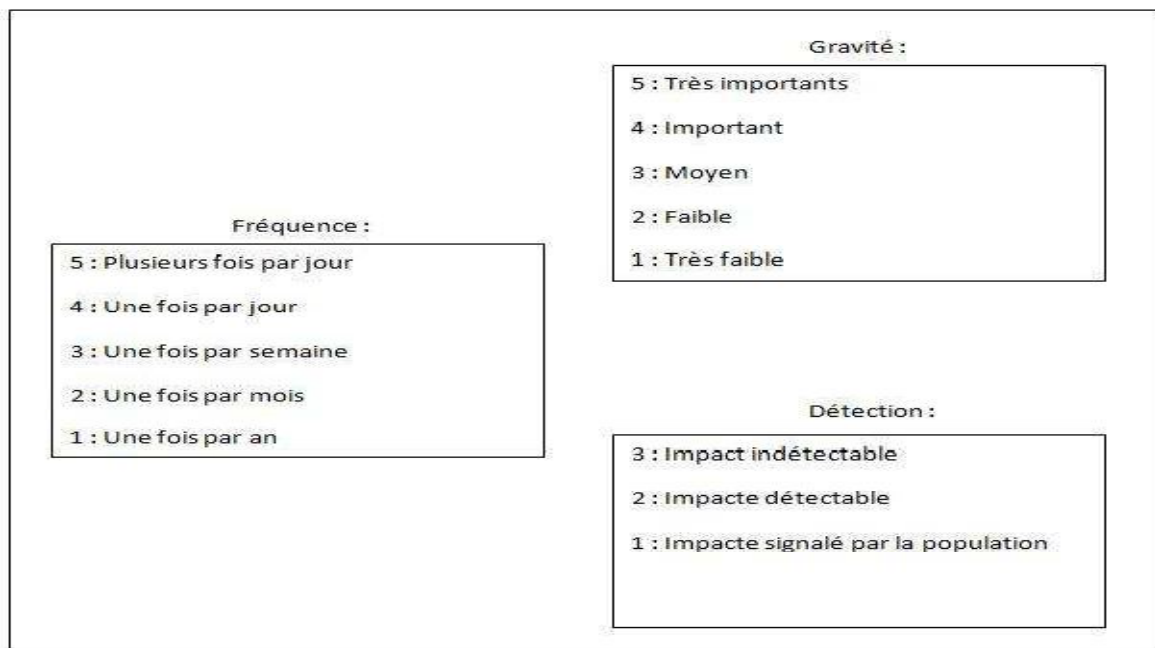 Gravité :
5 : Très importants
4 : Important
3 : Moyen
2 : Faible
1 : Très faible
Fréquence :
5 : Plusieurs fois par jour
4 : Une fois par jour
3 : Une fois par semaine
2 : Une fois par mois
1 : Une fois par an
Détection :
3 : Impact indétectable
2 : Impacte détectable
1 : Impacte signalé par la population